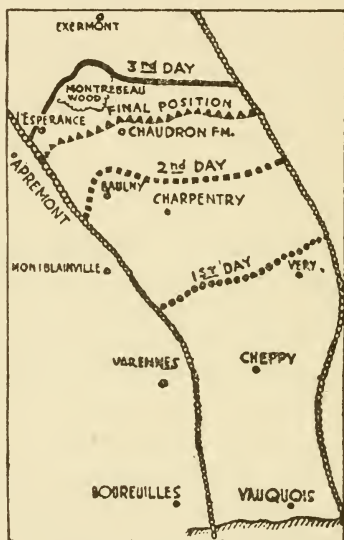 EXERMONT
3RD DAY
MONTREBEAU
WOOD
FINAL POSITION
L'ESPERANCE
CHAUDRON FM.
APREMONT
2nd DAY
BAULNY
CHARPENTRY
MONTBLAINVILLE
1ST DAY
VERY.
VARENNES
CHEPPY
BOUREUILLES
VAUQUOIS